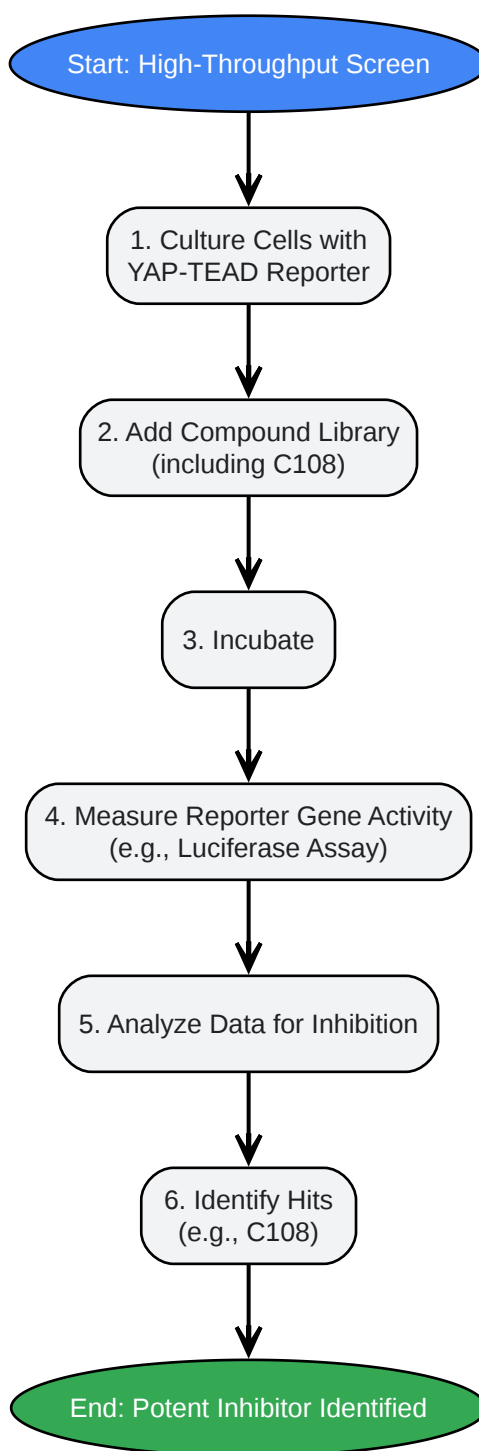 Start: High-Throughput Screen
1. Culture Cells with
YAP-TEAD Reporter
2. Add Compound Library
(including C108)
3. Incubate
4. Measure Reporter Gene Activity
(e.g., Luciferase Assay)
5. Analyze Data for Inhibition
6. Identify Hits
(e.g., C108)
End: Potent Inhibitor Identified